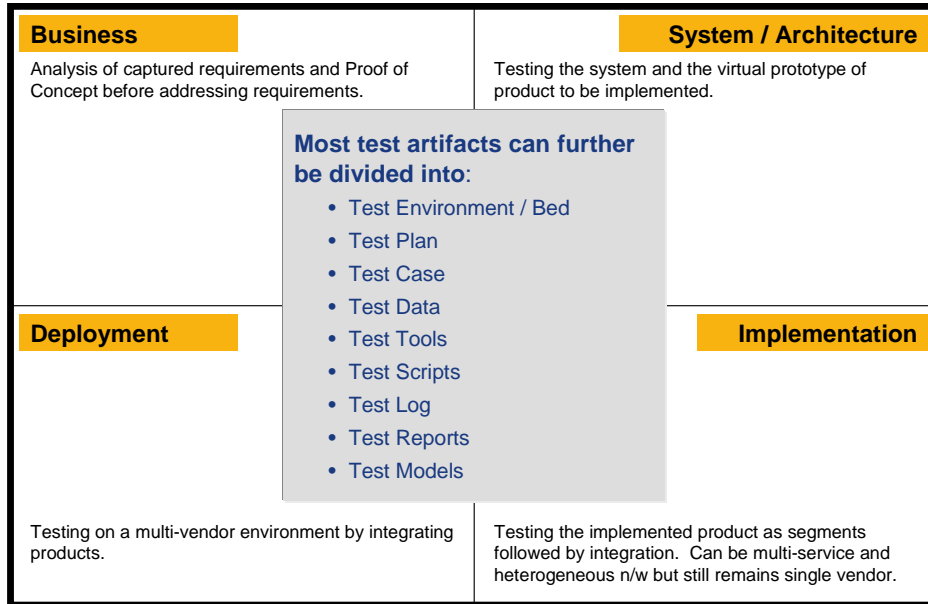 Business
Analysis of captured requirements and Proof of
Concept before addressing requirements.
System / Architecture
Testing the system and the virtual prototype of
product to be implemented.
Most test artifacts can further
be divided into:
• Test Environment / Bed
• Test Plan
• Test Case
• Test Data
• Test Tools
• Test Scripts
• Test Log
• Test Reports
• Test Models
Deployment
Testing on a multi-vendor environment by integrating
products.
Implementation
Testing the implemented product as segments
followed by integration.  Can be multi-service and
heterogeneous n/w but still remains single vendor.